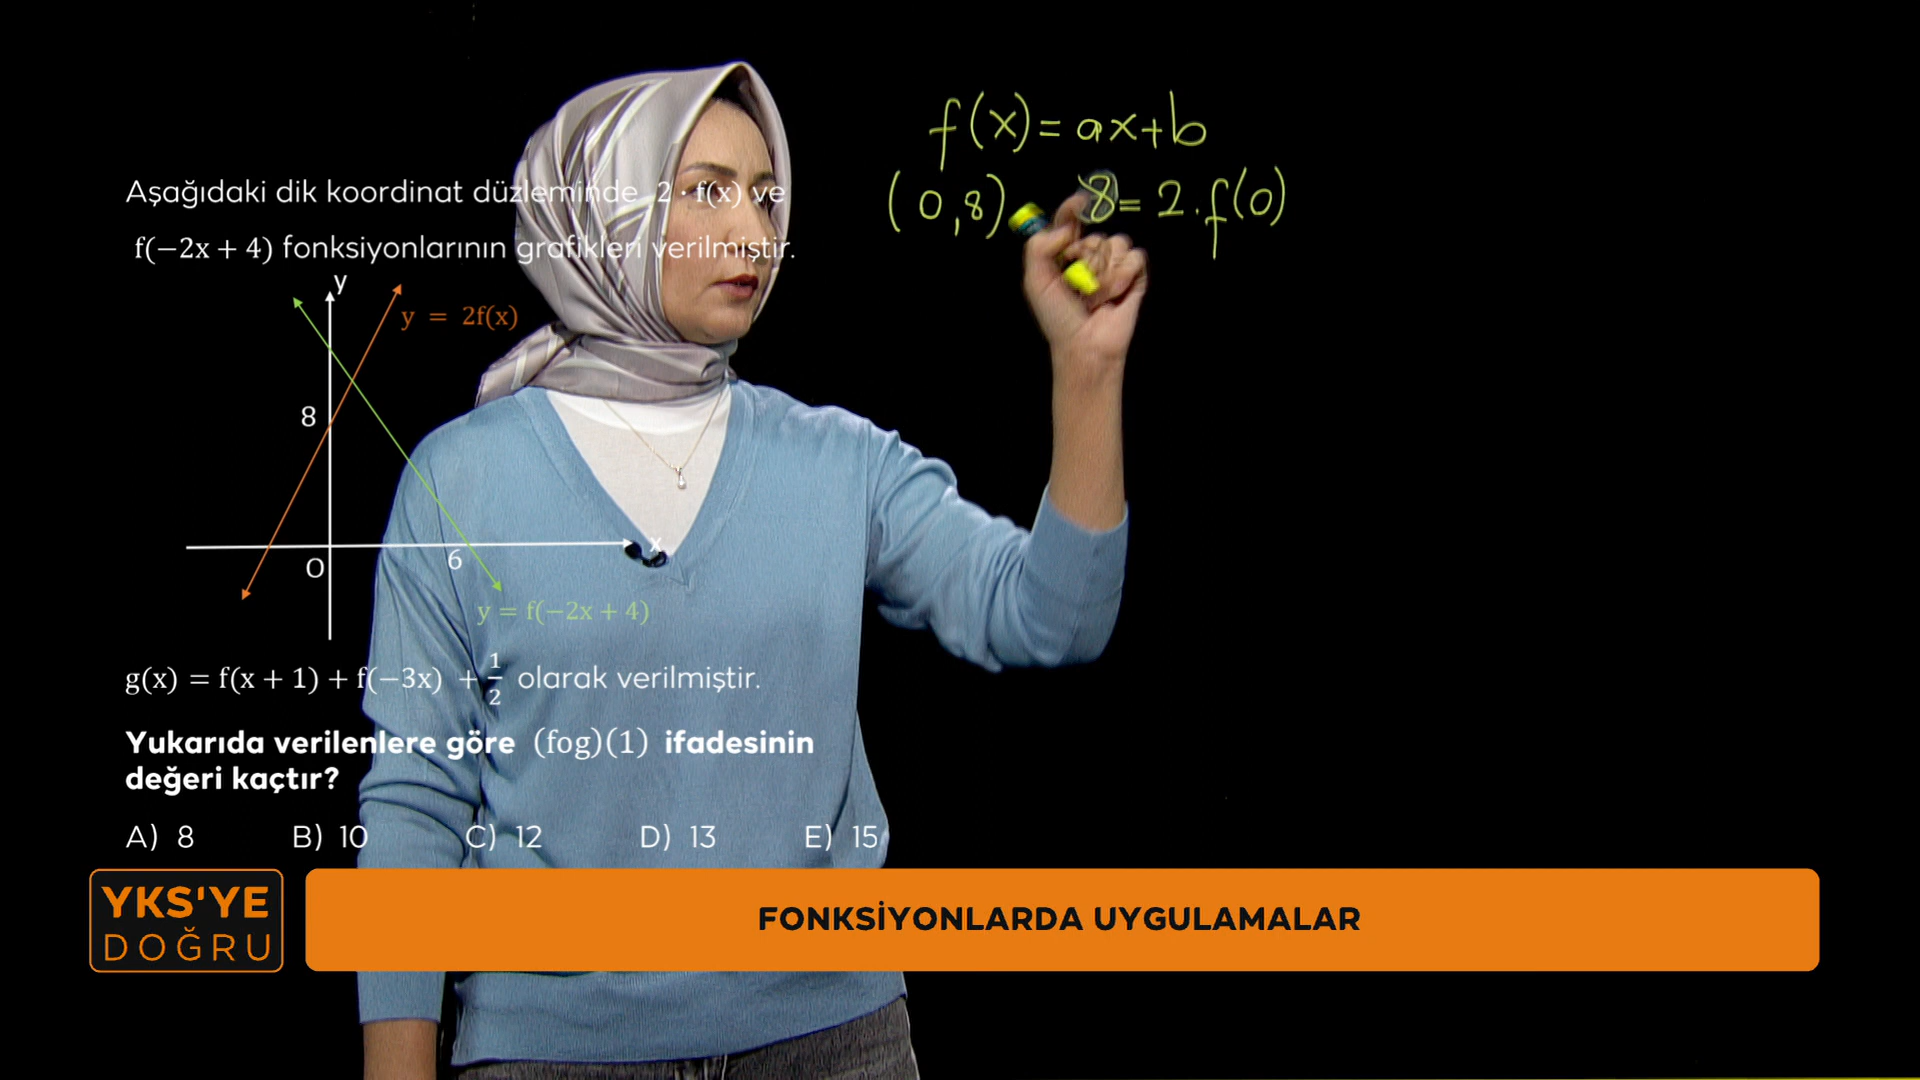 Aşağıdaki dik koordinat düzleminde 2 · f(x) ve
f(−2x + 4) fonksiyonlarının grafikleri verilmiştir.
y
y = 2f(x)
8
x
O
6
y = f(−2x + 4)
g(x) = f(x + 1) + f(−3x) + 1/2 olarak verilmiştir.
Yukarıda verilenlere göre (fog)(1) ifadesinin
değeri kaçtır?
A) 8 B) 10 C) 12 D) 13 E) 15
f(x) = ax+b
(0,8) 8 = 2.f(0)
YKS'YE
DOĞRU
FONKSİYONLARDA UYGULAMALAR